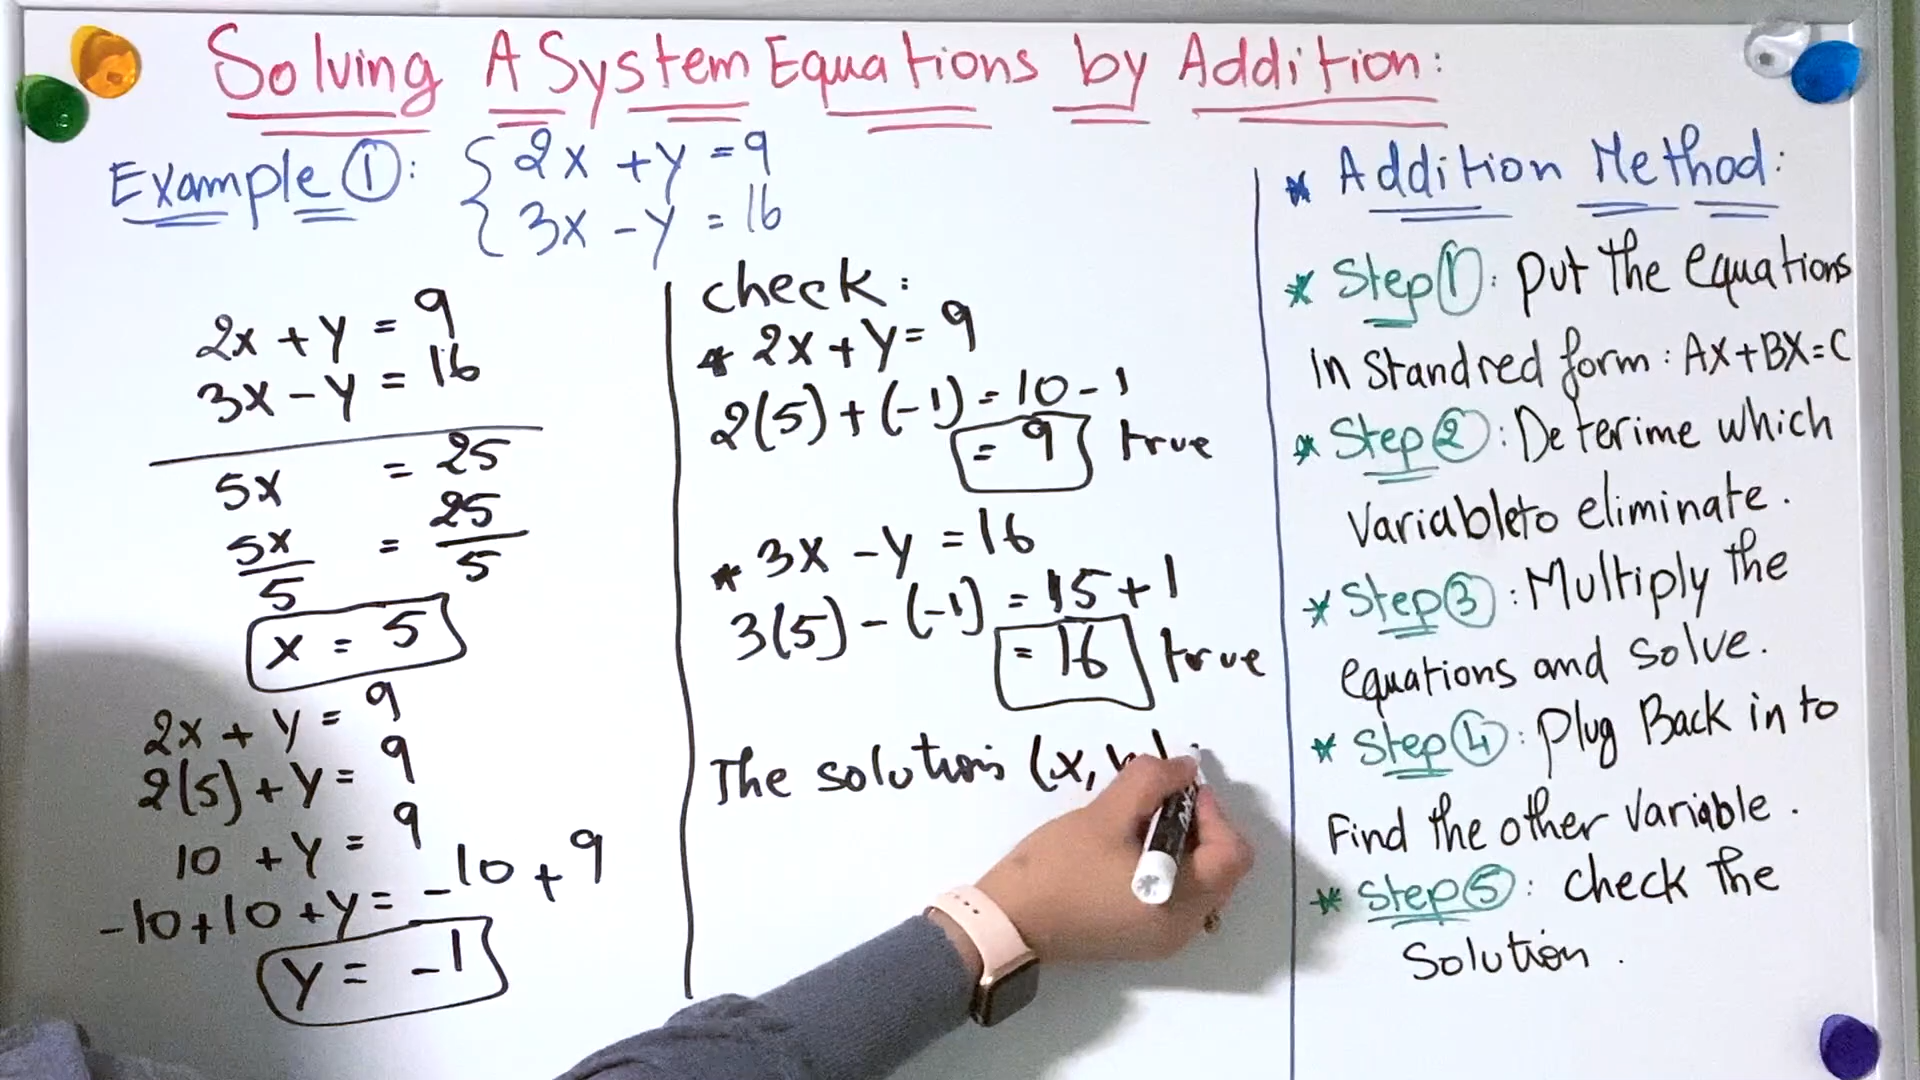 Solving A System Equations by Addition:
Example ①:
2x + y = 9
3x - y = 16
2x + y = 9
3x - y = 16
5x = 25
5x/5 = 25/5
x = 5
2x + y = 9
2(5) + y = 9
10 + y = 9
-10+10 + y = -10 + 9
y = -1
check:
* 2x + y = 9
2(5) + (-1) = 10 - 1
= 9 true
* 3x - y = 16
3(5) - (-1) = 15 + 1
= 16 true
The solution is (x,
* Addition Method:
* Step ①: put the equations
in standred form: AX+BX=C
* Step ②: Deterime which
Variable to eliminate.
* Step ③: Multiply the
equations and solve.
* Step ④: Plug Back in to
Find the other Variable.
* Step ⑤: check the
Solution.